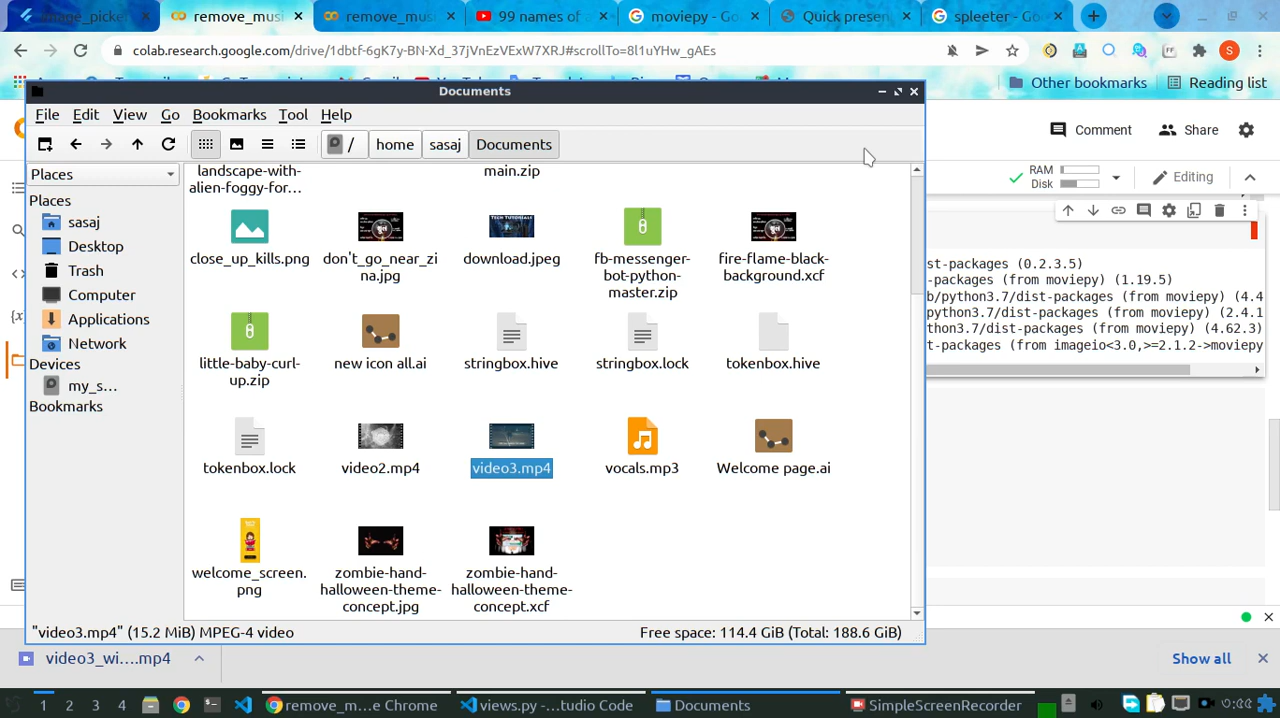 image_picke
remove_musi
remove_musi
99 names of a
moviepy - Go
Quick presen
spleeter - Go
colab.research.google.com/drive/1dbtf-6gK7y-BN-Xd_37jVnEzVExW7XRJ#scrollTo=8l1uYHw_gAEs
Other bookmarks
Reading list
Documents
File Edit View Go Bookmarks Tool Help
/ home sasaj Documents
Comment
Share
RAM
Disk
Editing
Places
Places
sasaj
Desktop
Trash
Computer
Applications
Network
Devices
my_s...
Bookmarks
landscape-with-
alien-foggy-for...
main.zip
close_up_kills.png
don't_go_near_zi
na.jpg
download.jpeg
fb-messenger-
bot-python-
master.zip
fire-flame-black-
background.xcf
little-baby-curl-
up.zip
new icon all.ai
stringbox.hive
stringbox.lock
tokenbox.hive
tokenbox.lock
video2.mp4
video3.mp4
vocals.mp3
Welcome page.ai
welcome_screen.
png
zombie-hand-
halloween-theme-
concept.jpg
zombie-hand-
halloween-theme-
concept.xcf
st-packages (0.2.3.5)
-packages (from moviepy) (1.19.5)
b/python3.7/dist-packages (from moviepy) (4.4
python3.7/dist-packages (from moviepy) (2.4.1
thon3.7/dist-packages (from moviepy) (4.62.3)
t-packages (from imageio<3.0,>=2.1.2->moviepy
"video3.mp4" (15.2 MiB) MPEG-4 video
Free space: 114.4 GiB (Total: 188.6 GiB)
video3_wi....mp4
Show all
1 2 3 4
remove_m...e Chrome
views.py -...tudio Code
Documents
SimpleScreenRecorder